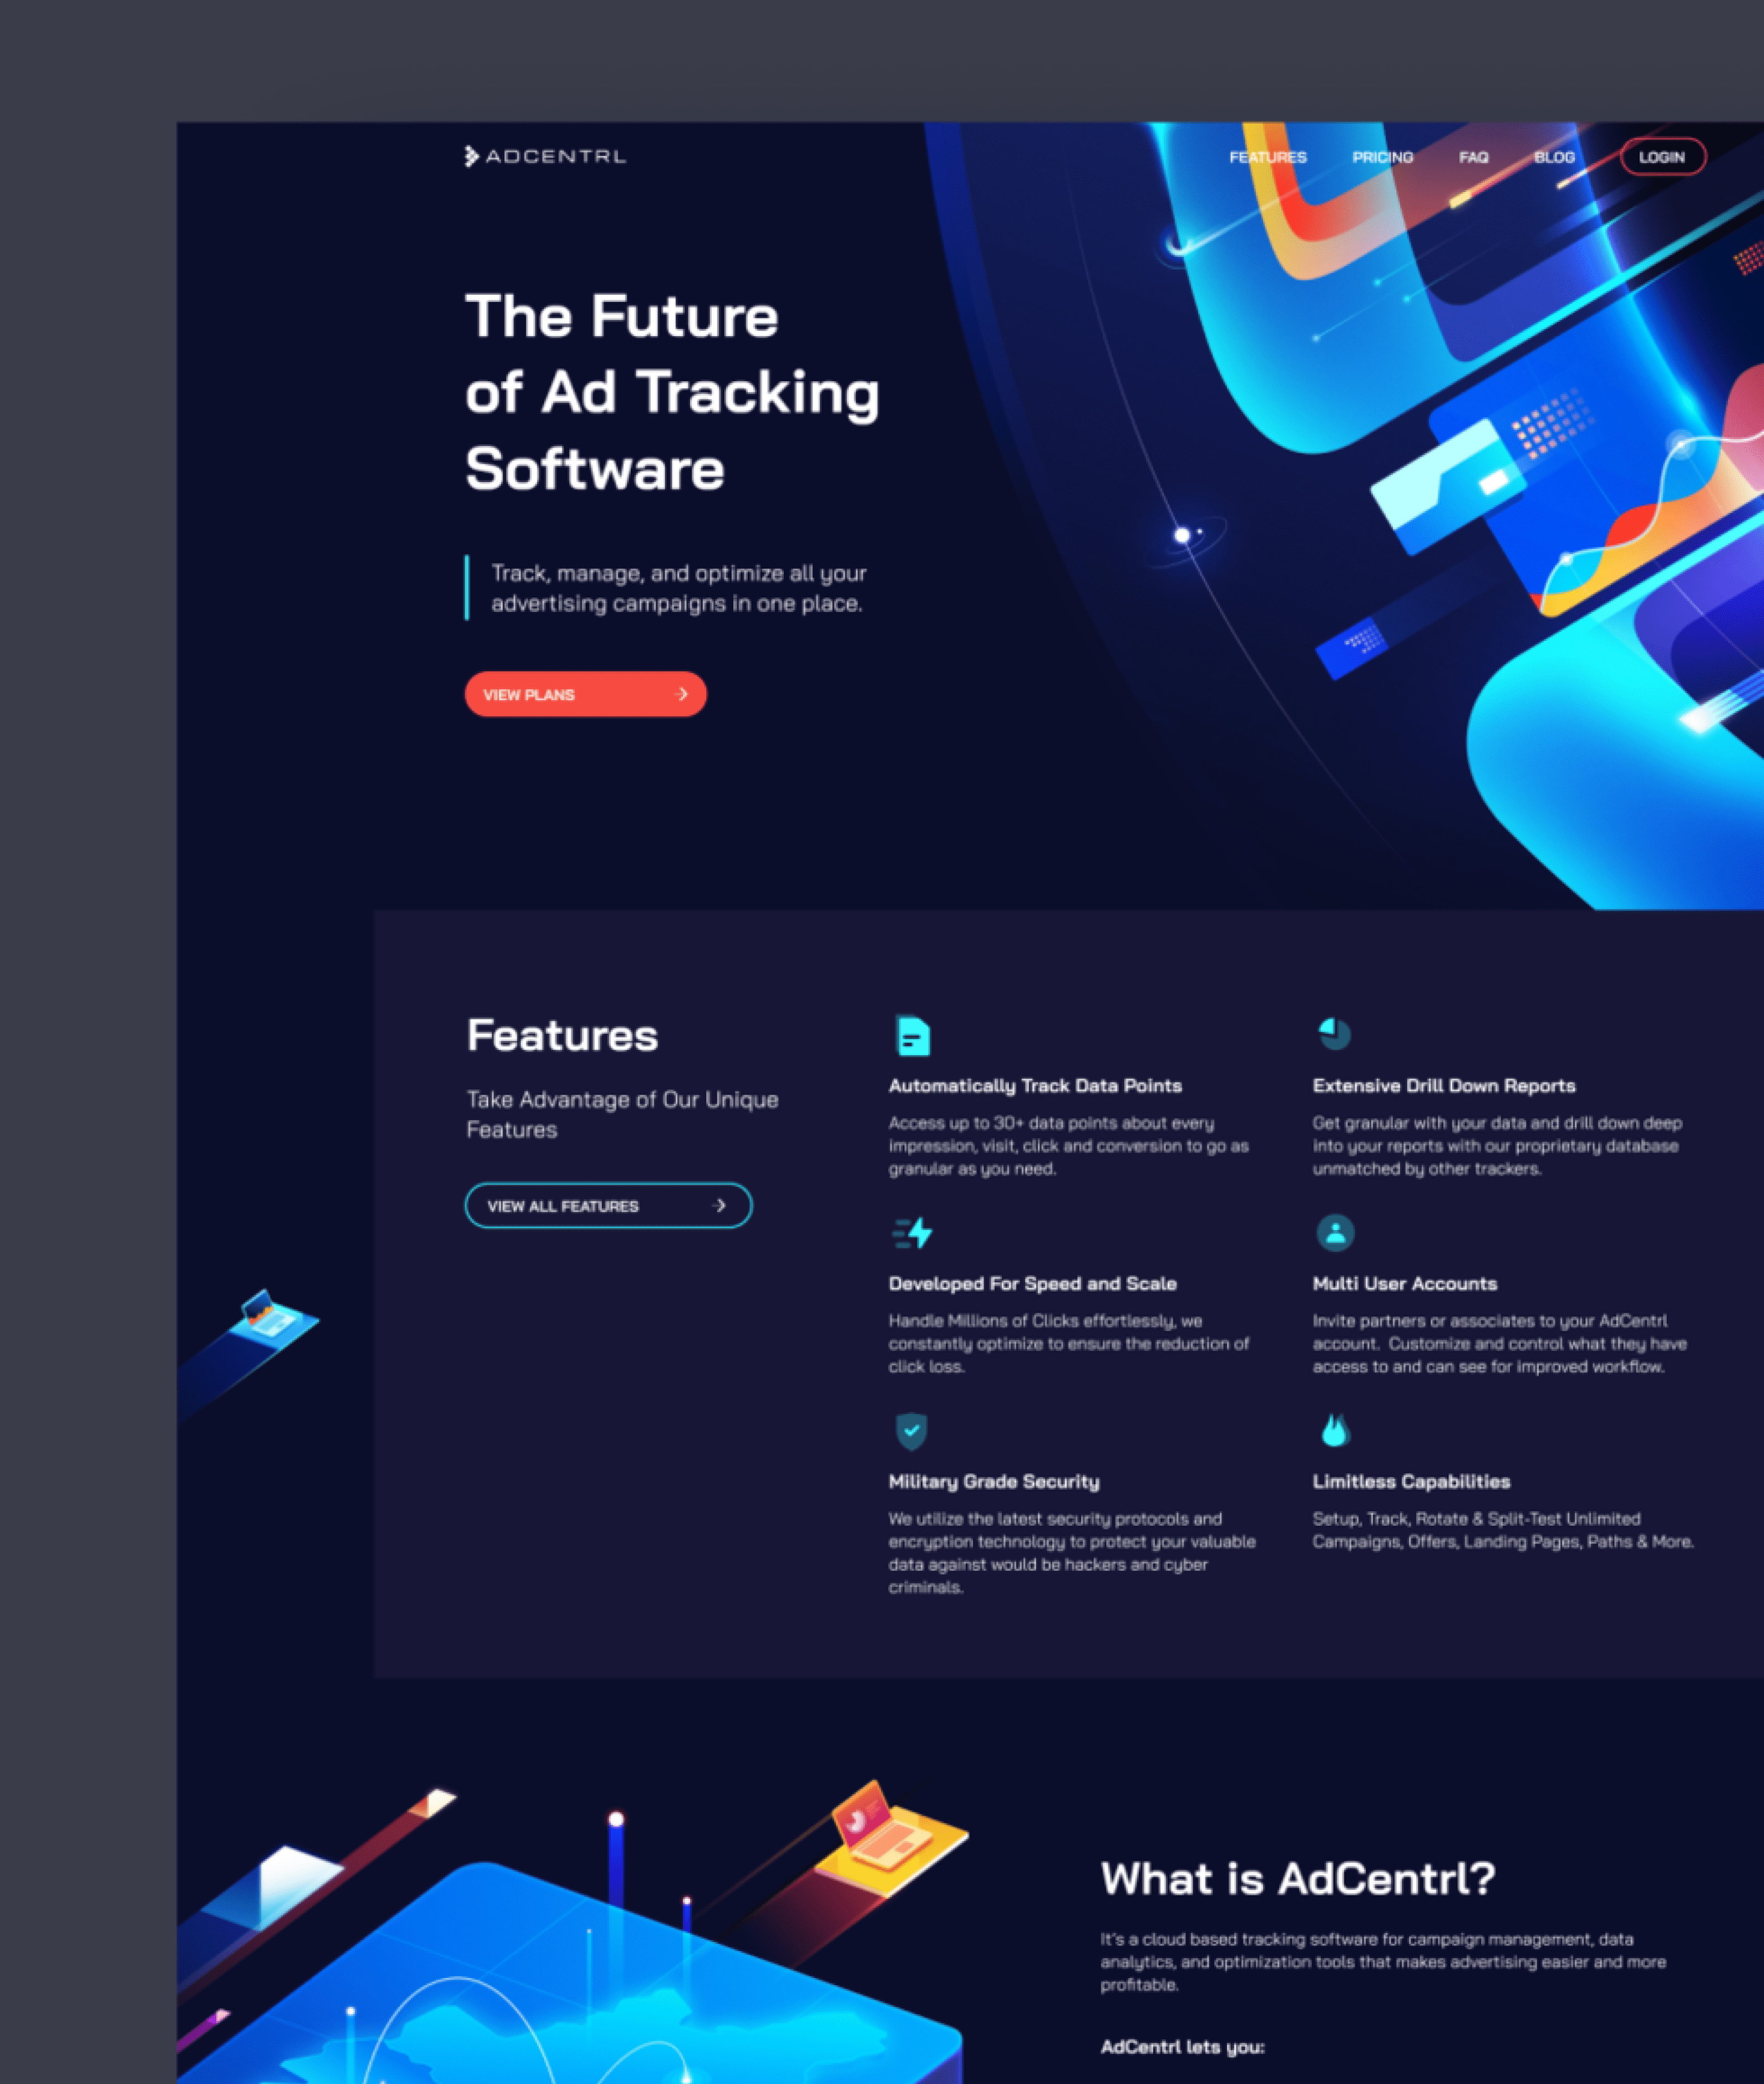 ADCENTRL
FEATURES
PRICING
FAQ
BLOG
LOGIN
The Future
of Ad Tracking
Software
Track, manage, and optimize all your
advertising campaigns in one place.
VIEW PLANS
Features
Take Advantage of Our Unique
Features
VIEW ALL FEATURES
Automatically Track Data Points
Access up to 30+ data points about every
impression, visit, click and conversion to go as
granular as you need.
Extensive Drill Down Reports
Get granular with your data and drill down deep
into your reports with our proprietary database
unmatched by other trackers.
Developed For Speed and Scale
Handle Millions of Clicks effortlessly, we
constantly optimize to ensure the reduction of
click loss.
Multi User Accounts
Invite partners or associates to your AdCentrl
account. Customize and control what they have
access to and can see for improved workflow.
Military Grade Security
We utilize the latest security protocols and
encryption technology to protect your valuable
data against would be hackers and cyber
criminals.
Limitless Capabilities
Setup, Track, Rotate & Split-Test Unlimited
Campaigns, Offers, Landing Pages, Paths & More.
What is AdCentrl?
It's a cloud based tracking software for campaign management, data
analytics, and optimization tools that makes advertising easier and more
profitable.
AdCentrl lets you: